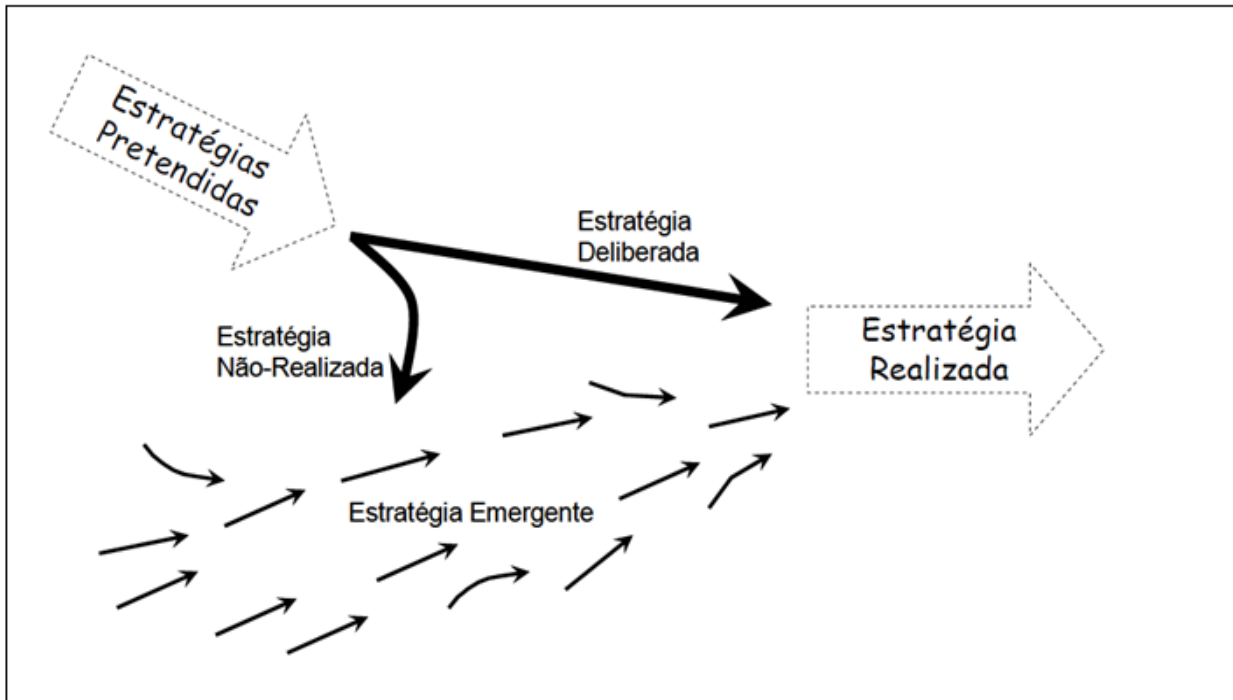 Estratégias
Pretendidas
Estratégia
Deliberada
Estratégia
Não-Realizada
Estratégia
Realizada
Estratégia Emergente